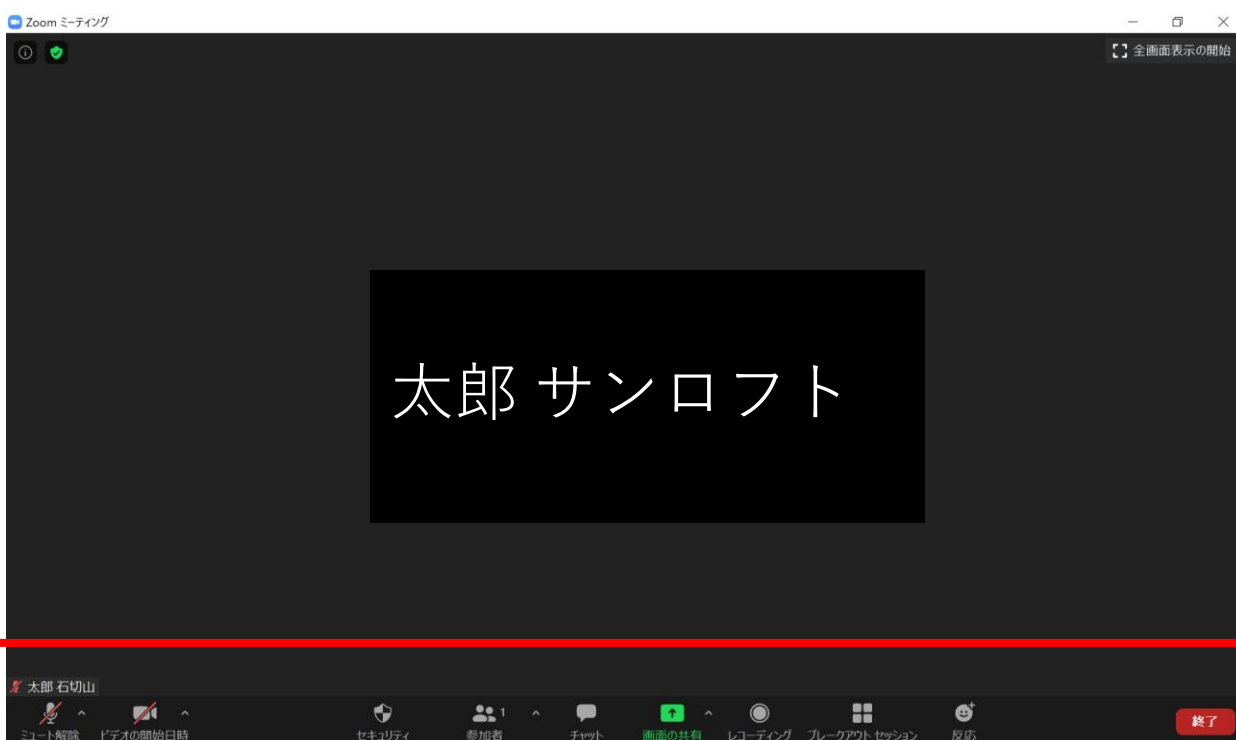 Zoom ミーティング
全画面表示の開始
太郎 サンロフト
太郎 石切山
1
ミュート解除 ビデオの開始日時 セキュリティ 参加者 チャット 画面の共有 レコーディング ブレークアウト セッション 反応 終了